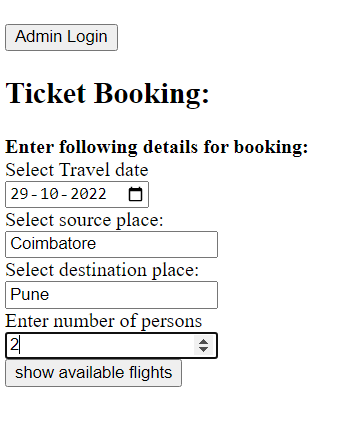 Admin Login
Ticket Booking:
Enter following details for booking:
Select Travel date
29-10-2022
Select source place:
Coimbatore
Select destination place:
Pune
Enter number of persons
2
show available flights